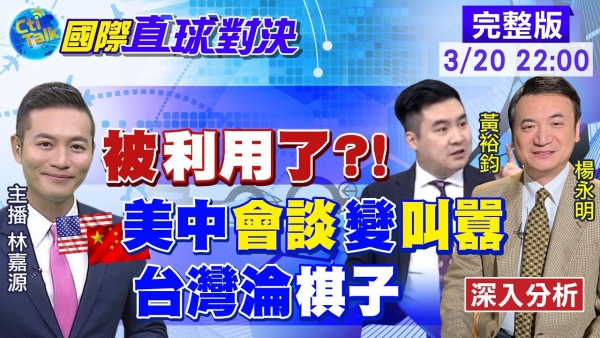 Cti Talk
國際直球對決
完整版
3/20 22:00
被利用了?!
美中會談變叫囂
台灣淪棋子
主播 林嘉源
黃裕鈞
楊永明
深入分析